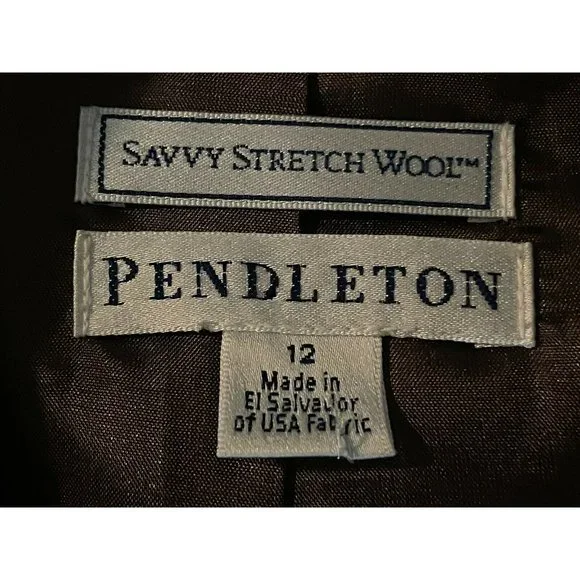 SAVVY STRETCH WOOL™
PENDLETON
12
Made in
El Salvador
of USA Fabric